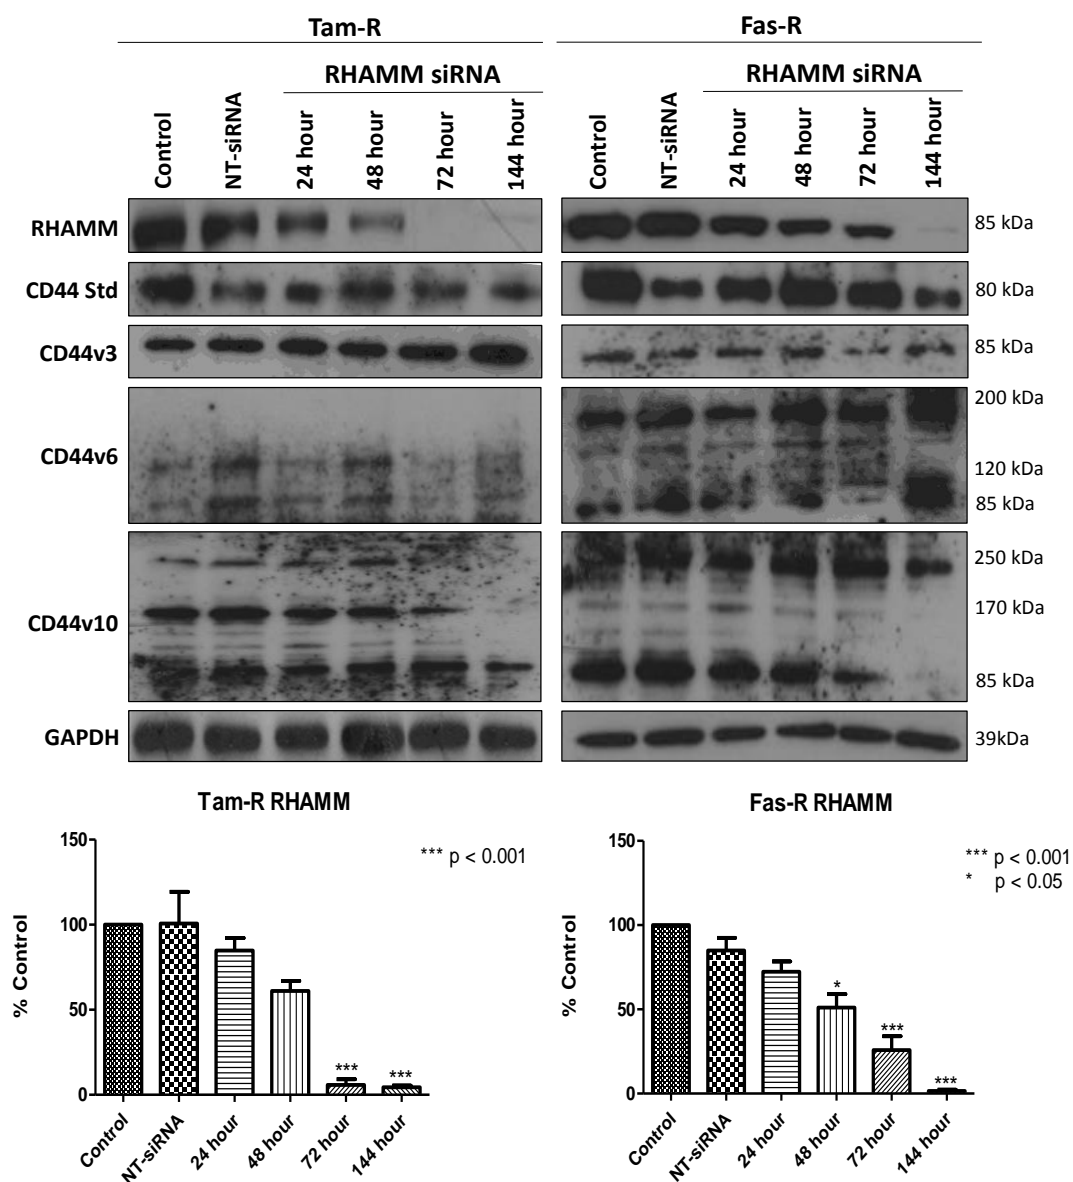 Tam-R Fas-R
RHAMM siRNA RHAMM siRNA
Control NT-siRNA 24 hour 48 hour 72 hour 144 hour Control NT-siRNA 24 hour 48 hour 72 hour 144 hour
RHAMM 85 kDa
CD44 Std 80 kDa
CD44v3 85 kDa
200 kDa
CD44v6
120 kDa
85 kDa
250 kDa
170 kDa
CD44v10
85 kDa
GAPDH 39kDa
Tam-R RHAMM
*** p < 0.001
% Control
150
100
50
0
*** ***
Control NT-siRNA 24 hour 48 hour 72 hour 144 hour
Fas-R RHAMM
*** p < 0.001
* p < 0.05
% Control
150
100
50
0
* *** ***
Control NT-siRNA 24 hour 48 hour 72 hour 144 hour